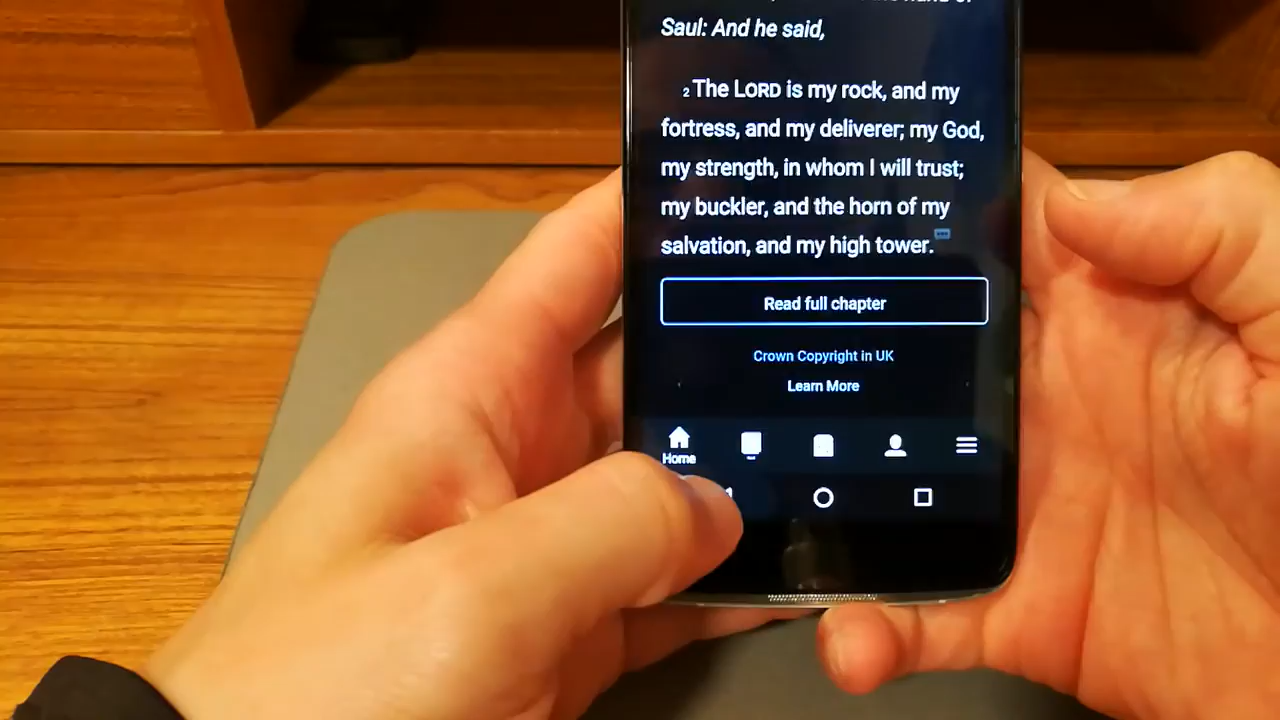 Saul: And he said,
2 The LORD is my rock, and my
fortress, and my deliverer; my God,
my strength, in whom I will trust;
my buckler, and the horn of my
salvation, and my high tower.
Read full chapter
Crown Copyright in UK
Learn More
Home